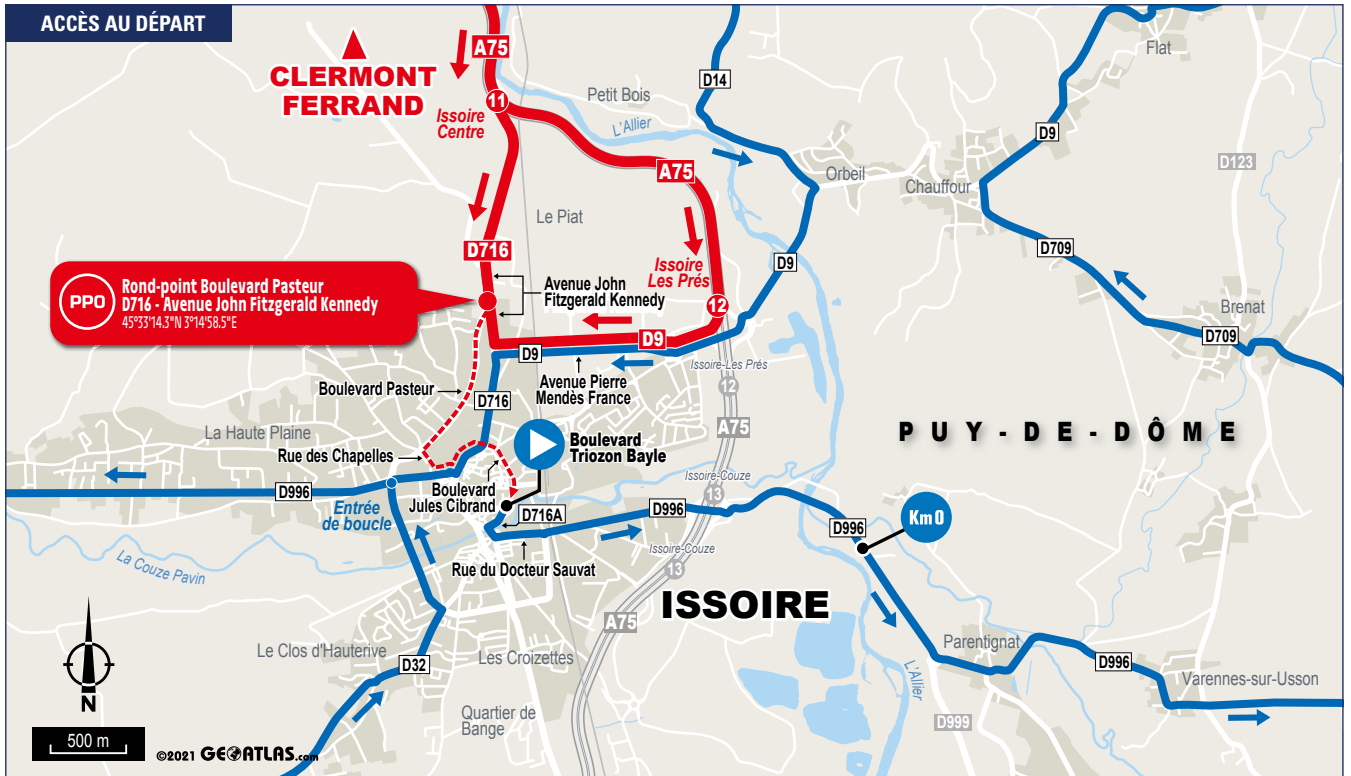 ACCÈS AU DÉPART
CLERMONT
FERRAND
A75
11
Issoire
Centre
Petit Bois
L'Allier
D14
Flat
D9
D123
A75
Orbeil
Chauffour
Le Piat
D716
D9
D709
Issoire
Les Prés
12
PPO
Rond-point Boulevard Pasteur
D716 - Avenue John Fitzgerald Kennedy
45°33'14.3"N 3°14'58.5"E
Avenue John
Fitzgerald Kennedy
Brenat
D709
D9
D9
Issoire-Les Prés
12
Avenue Pierre
Mendès France
Boulevard Pasteur
D716
A75
La Haute Plaine
PUY-DE-DÔME
Boulevard
Triozon Bayle
Rue des Chapelles
Issoire-Couze
13
D996
Entrée
de boucle
Boulevard
Jules Cibrand
D716A
D996
D996
Km 0
Issoire-Couze
13
La Couze Pavin
Rue du Docteur Sauvat
ISSOIRE
A75
Le Clos d'Hauterive
D32
Les Croizettes
Parentignat
L'Allier
D996
Varennes-sur-Usson
N
Quartier de
Bange
D999
500 m
©2021 GEOATLAS.com